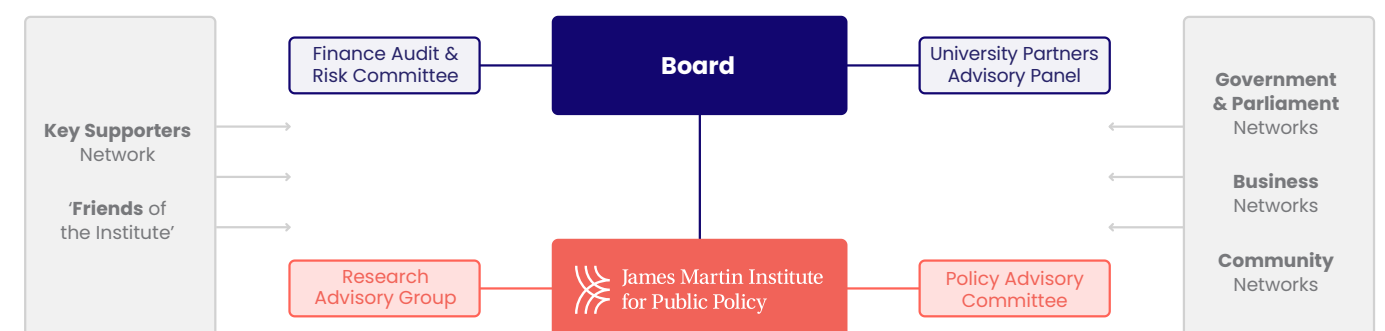 Key Supporters
Network
‘Friends of
the Institute’
Finance Audit &
Risk Committee
Board
University Partners
Advisory Panel
Research
Advisory Group
James Martin Institute
for Public Policy
Policy Advisory
Committee
Government
& Parliament
Networks
Business
Networks
Community
Networks